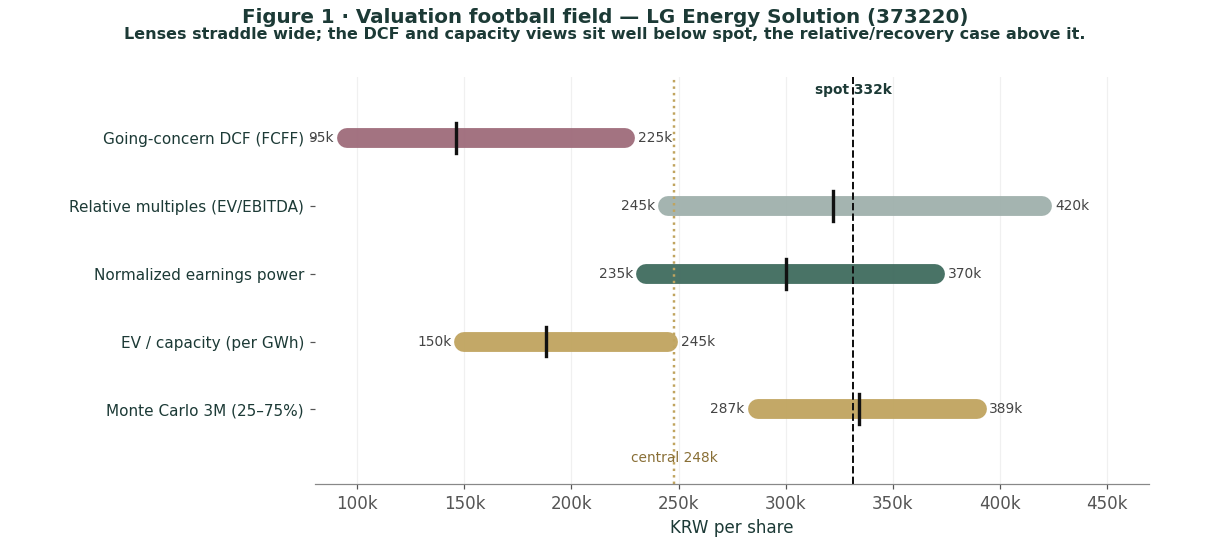 Figure 1 · Valuation football field — LG Energy Solution (373220)
Lenses straddle wide; the DCF and capacity views sit well below spot, the relative/recovery case above it.
spot 332k
Going-concern DCF (FCFF) 95k 225k
Relative multiples (EV/EBITDA) 245k 420k
Normalized earnings power 235k 370k
EV / capacity (per GWh) 150k 245k
Monte Carlo 3M (25–75%) 287k 389k
central 248k
100k 150k 200k 250k 300k 350k 400k 450k
KRW per share